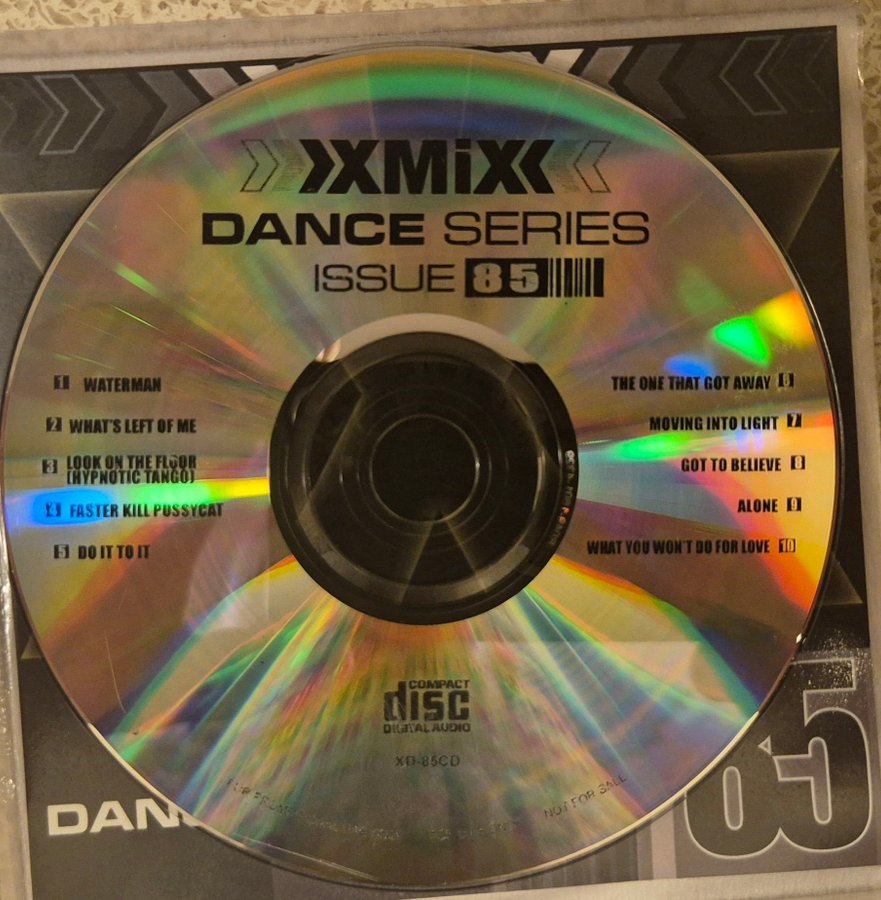 XMiX
DANCE SERIES
ISSUE 85
1 WATERMAN
2 WHAT'S LEFT OF ME
3 LOOK ON THE FLOOR
(HYPNOTIC TANGO)
4 FASTER KILL PUSSYCAT
5 DO IT TO IT
THE ONE THAT GOT AWAY 6
MOVING INTO LIGHT 7
GOT TO BELIEVE 8
ALONE 9
WHAT YOU WON'T DO FOR LOVE 10
COMPACT
disc
DIGITAL AUDIO
XD-85CD
NOT FOR SALE
DAN
85